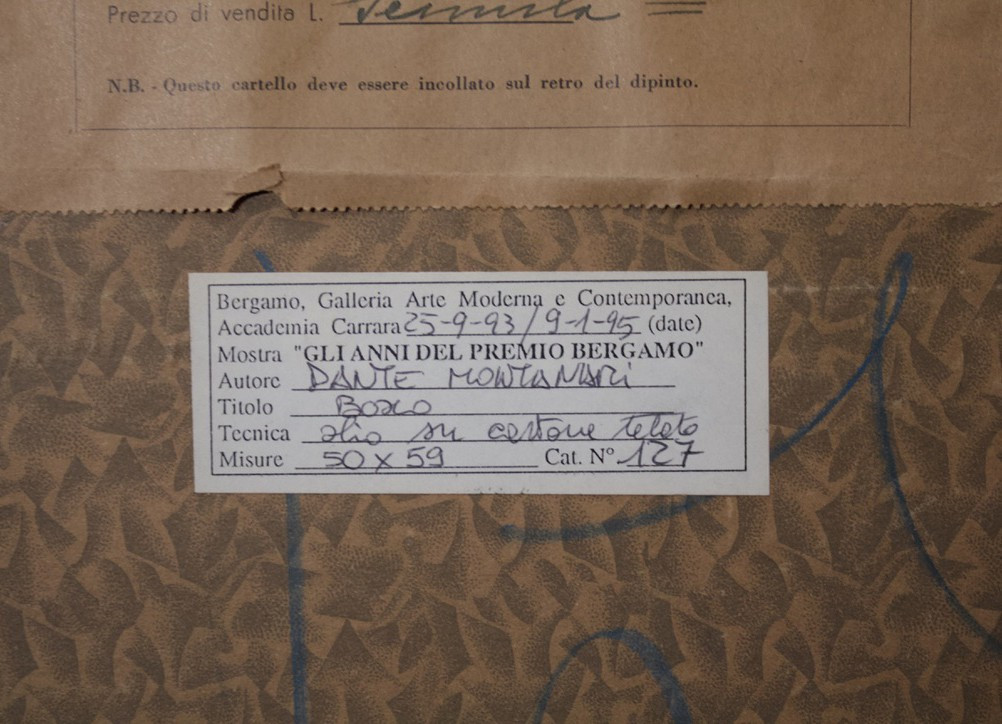 Prezzo di vendita L.
N.B. - Questo cartello deve essere incollato sul retro del dipinto.
Bergamo, Galleria Arte Moderna e Contemporanea,
Accademia Carrara 25-9-93 / 9-1-95 (date)
Mostra "GLI ANNI DEL PREMIO BERGAMO"
Autore DANTE MONTANARI
Titolo Bosco
Tecnica olio su cartone telato
Misure 50 x 59 Cat. N° 127